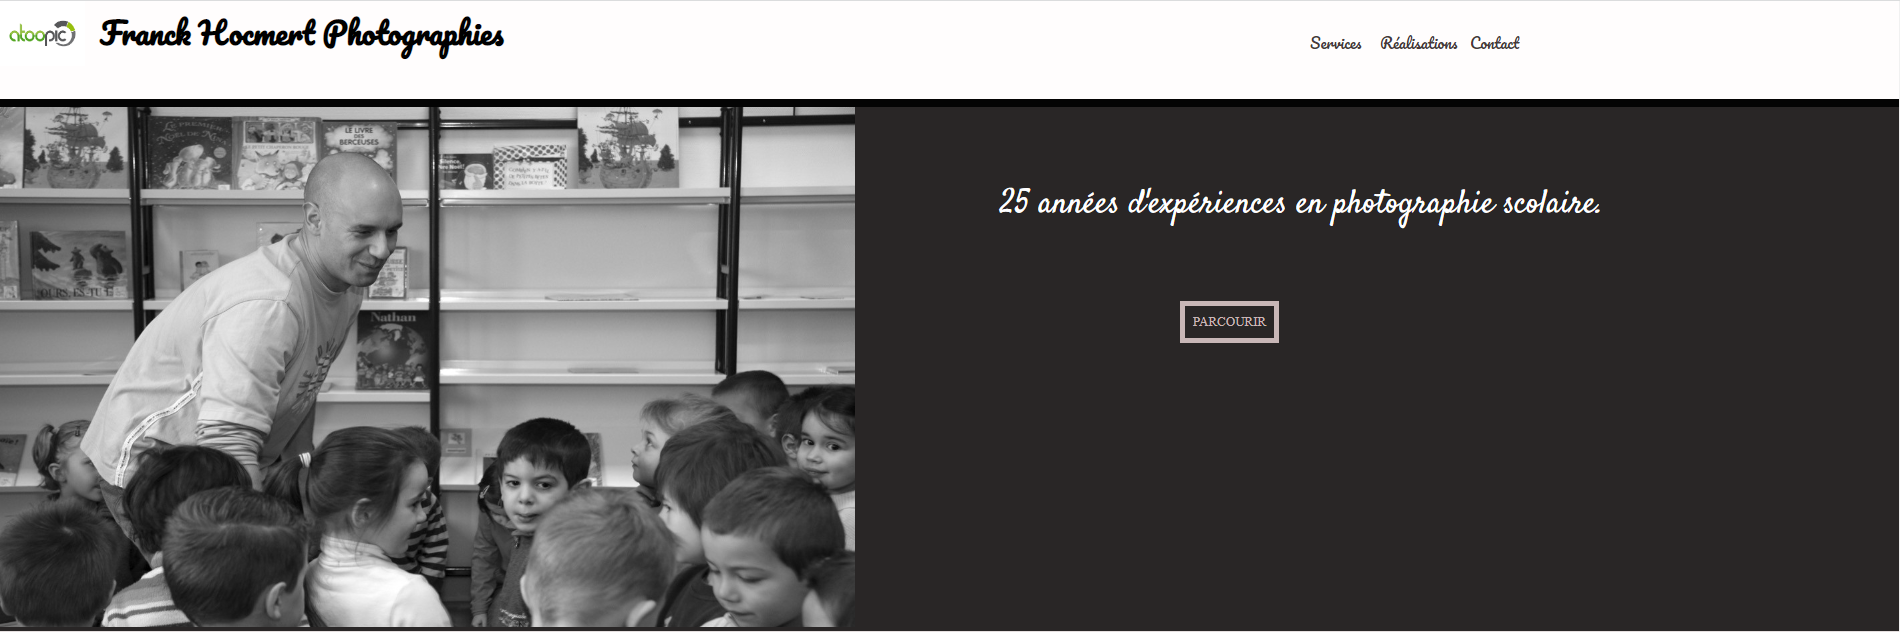 atoopic
Franck Hocmert Photographies
Services Réalisations Contact
LE LIVRE
DES
BERCEUSES
Nathan
25 années d'expériences en photographie scolaire.
PARCOURIR